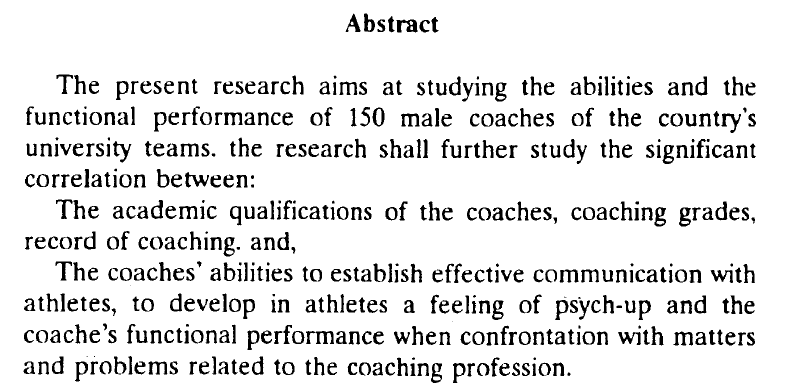 Abstract
The present research aims at studying the abilities and the
functional performance of 150 male coaches of the country's
university teams. the research shall further study the significant
correlation between:
The academic qualifications of the coaches, coaching grades,
record of coaching. and,
The coaches' abilities to establish effective communication with
athletes, to develop in athletes a feeling of psych-up and the
coache's functional performance when confrontation with matters
and problems related to the coaching profession.